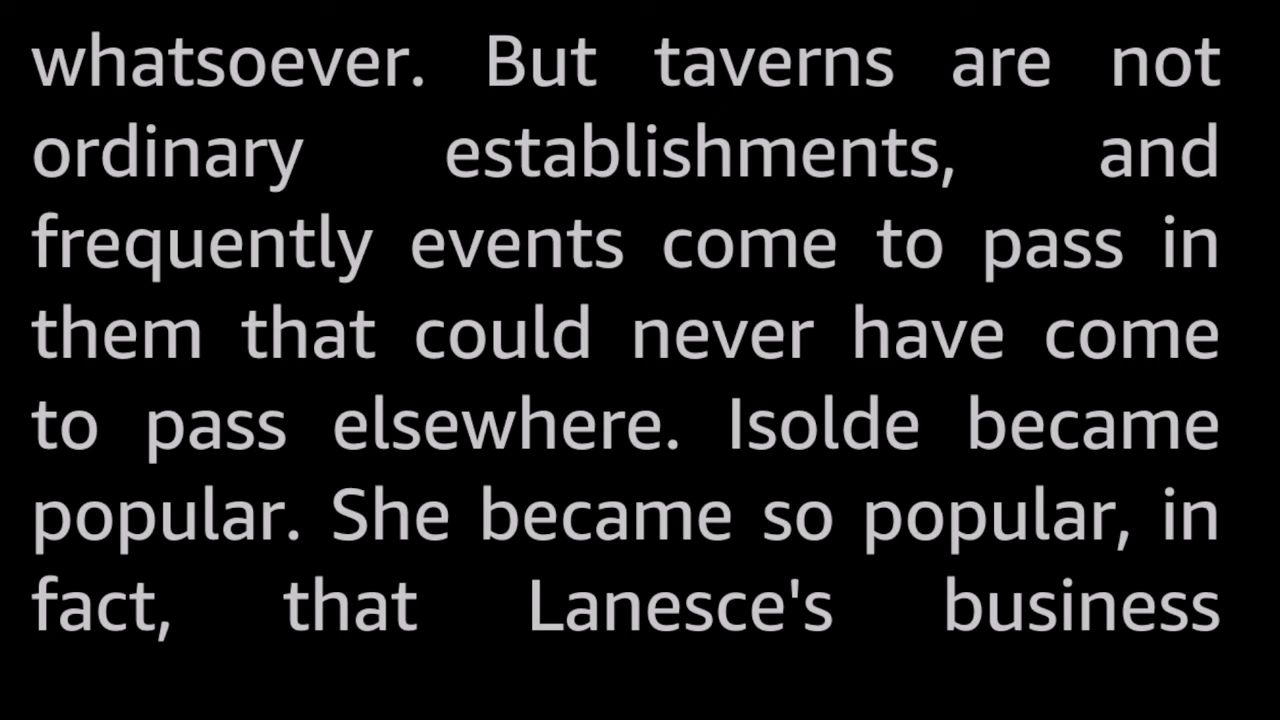 whatsoever. But taverns are not
ordinary establishments, and
frequently events come to pass in
them that could never have come
to pass elsewhere. Isolde became
popular. She became so popular, in
fact, that Lanesce's business